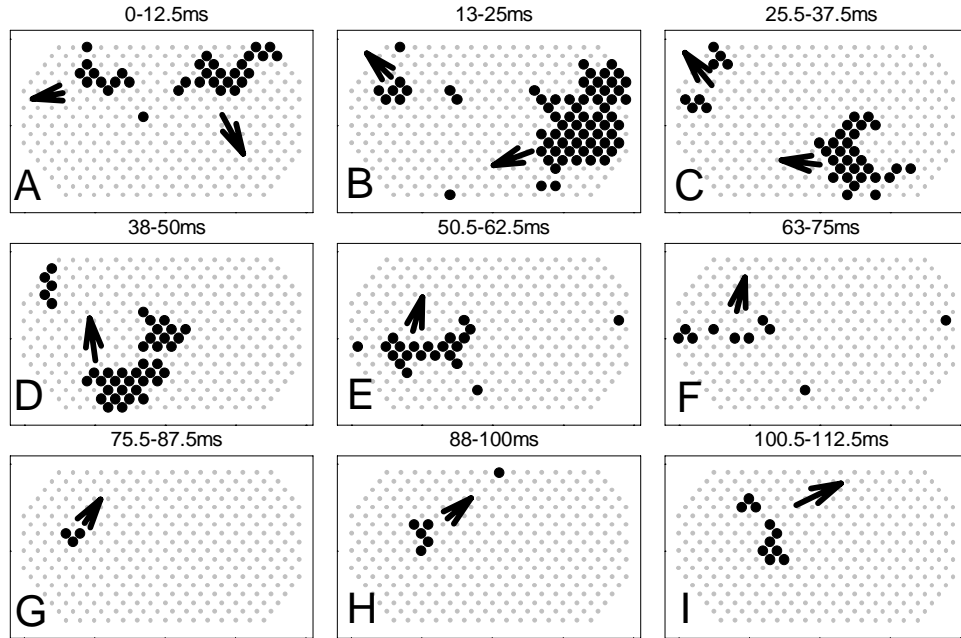 0-12.5ms
13-25ms
25.5-37.5ms
A
B
C
38-50ms
50.5-62.5ms
63-75ms
D
E
F
75.5-87.5ms
88-100ms
100.5-112.5ms
G
H
I